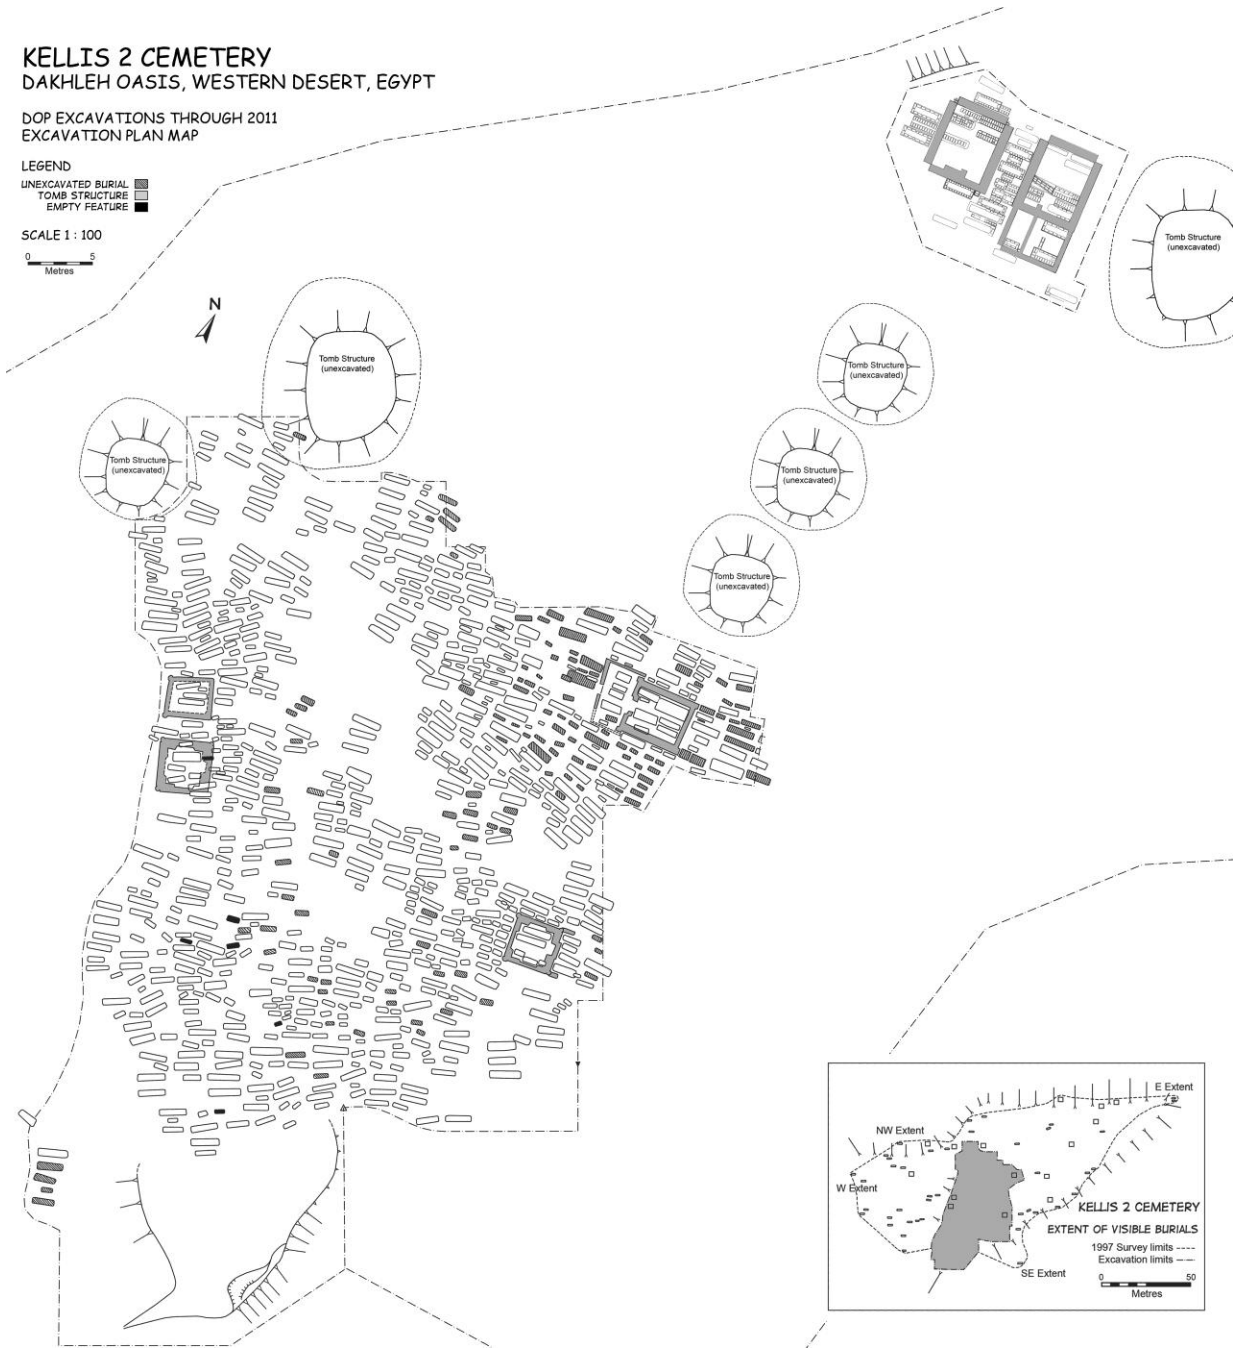 KELLIS 2 CEMETERY
DAKHLEH OASIS, WESTERN DESERT, EGYPT
DOP EXCAVATIONS THROUGH 2011
EXCAVATION PLAN MAP
LEGEND
UNEXCAVATED BURIAL
TOMB STRUCTURE
EMPTY FEATURE
SCALE 1 : 100
0 5
Metres
N
Tomb Structure
(unexcavated)
Tomb Structure
(unexcavated)
Tomb Structure
(unexcavated)
Tomb Structure
(unexcavated)
Tomb Structure
(unexcavated)
Tomb Structure
(unexcavated)
E Extent
NW Extent
W Extent
KELLIS 2 CEMETERY
EXTENT OF VISIBLE BURIALS
1997 Survey limits
Excavation limits
SE Extent
0 50
Metres